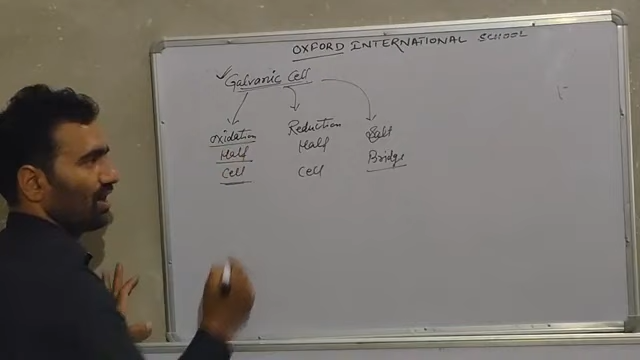 OXFORD INTERNATIONAL SCHOOL
Galvanic Cell
Oxidation
Half
Cell
Reduction
Half
Cell
Salt
Bridge